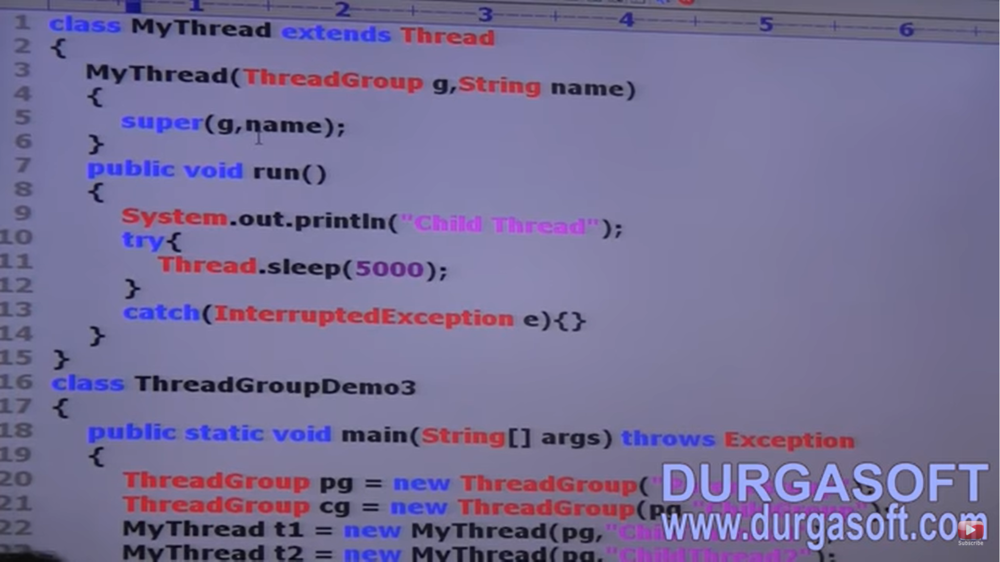 1 2 3 4 5 6
1 class MyThread extends Thread
2 {
3 MyThread(ThreadGroup g,String name)
4 {
5 super(g,name);
6 }
7 public void run()
8 {
9 System.out.println("Child Thread");
10 try{
11 Thread.sleep(5000);
12 }
13 catch(InterruptedException e){}
14 }
15 }
16 class ThreadGroupDemo3
17 {
18 public static void main(String[] args) throws Exception
19 {
20 ThreadGroup pg = new ThreadGroup("
21 ThreadGroup cg = new ThreadGroup(pg,"ChildGroup");
22 MyThread t1 = new MyThread(pg,"
MyThread t2 = new MyThread(pg,"ChildThread2");
DURGASOFT
www.durgasoft.com
Subscribe